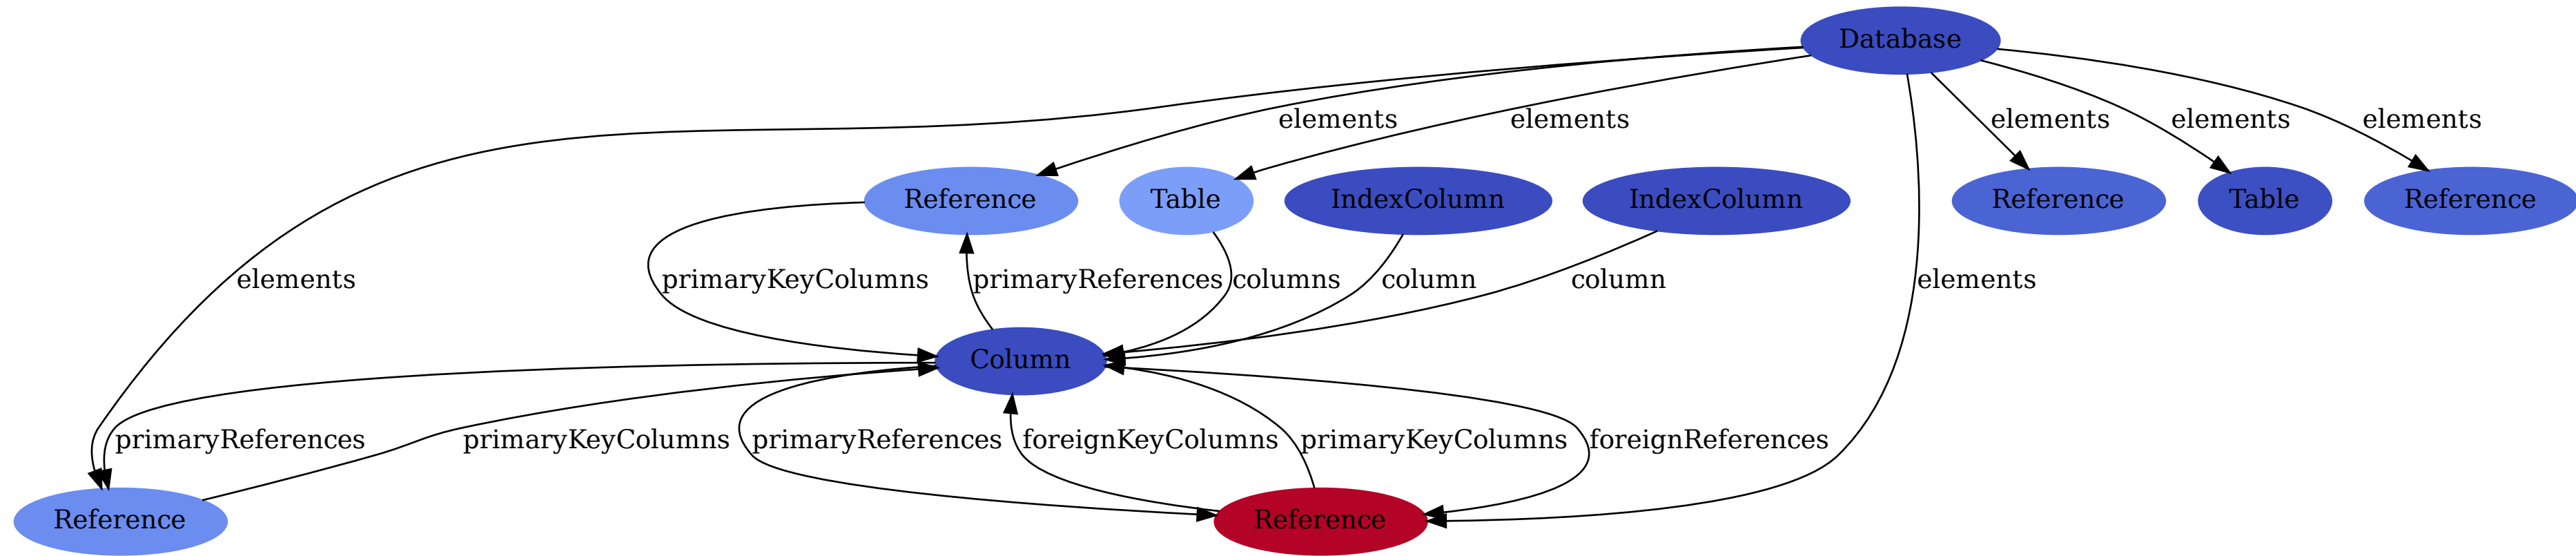 Database
elements
elements
elements
elements
elements
Reference
Table
IndexColumn
IndexColumn
Reference
Table
Reference
elements
primaryKeyColumns
primaryReferences
columns
column
column
elements
Column
primaryReferences
primaryKeyColumns
primaryReferences
foreignKeyColumns
primaryKeyColumns
foreignReferences
Reference
Reference